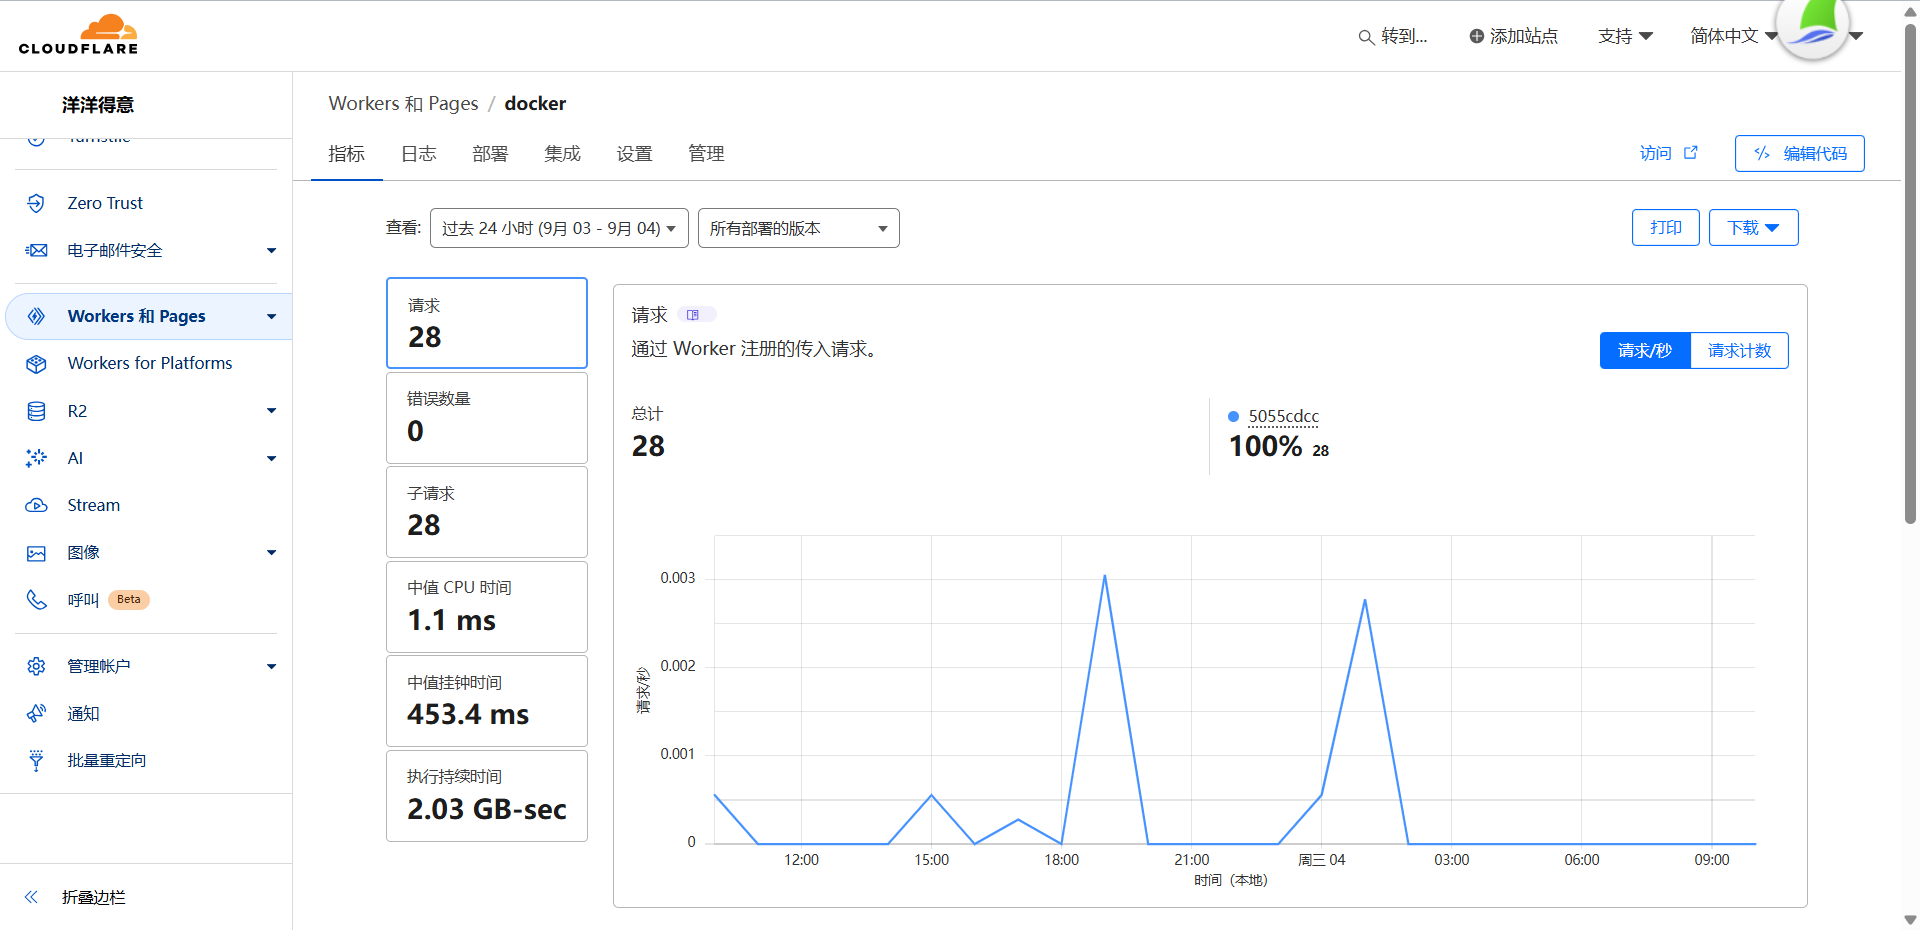 CLOUDFLARE
转到...
添加站点
支持
简体中文
洋洋得意
Turnstile
Zero Trust
电子邮件安全
Workers 和 Pages
Workers for Platforms
R2
AI
Stream
图像
呼叫 Beta
管理帐户
通知
批量重定向
折叠边栏
Workers 和 Pages / docker
指标 日志 部署 集成 设置 管理
访问
编辑代码
查看: 过去 24 小时 (9月 03 - 9月 04) 所有部署的版本
打印 下载
请求
28
错误数量
0
子请求
28
中值 CPU 时间
1.1 ms
中值挂钟时间
453.4 ms
执行持续时间
2.03 GB-sec
请求
通过 Worker 注册的传入请求。
请求/秒 请求计数
总计
28
5055cdcc
100% 28
0.003
0.002
0.001
0
请求/秒
12:00 15:00 18:00 21:00 周三 04 03:00 06:00 09:00
时间（本地）